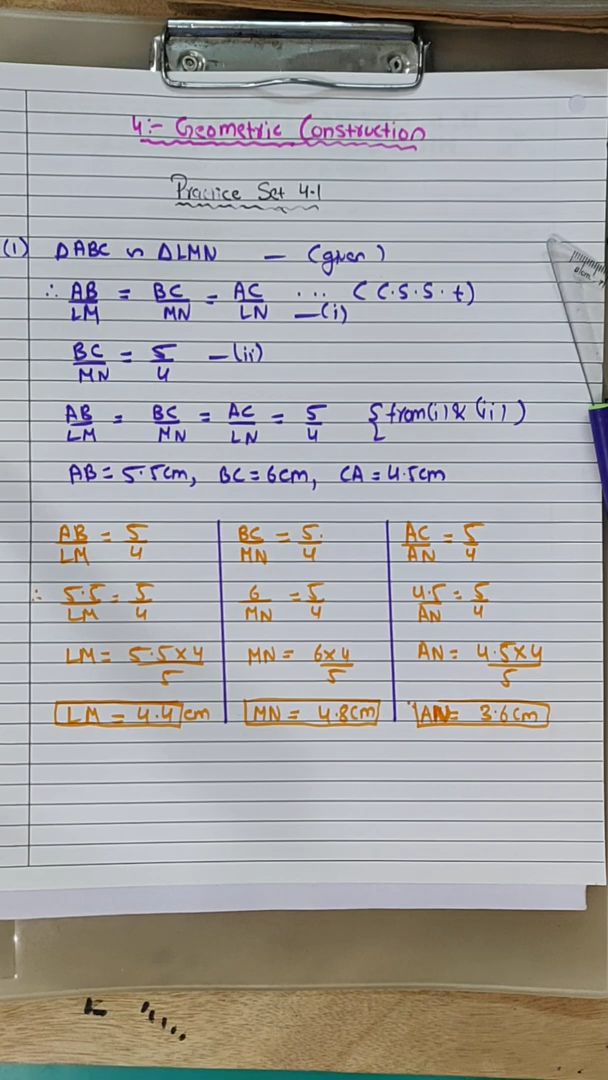 4:- Geometric Construction
Practice Set 4.1
(1) ΔABC ~ ΔLMN — (given)
∴ AB/LM = BC/MN = AC/LN ... (C.S.S.t) —(i)
BC/MN = 5/4 —(ii)
AB/LM = BC/MN = AC/LN = 5/4 {from(i) & (ii)}
AB = 5.5cm, BC = 6cm, CA = 4.5cm
AB/LM = 5/4
∴ 5.5/LM = 5/4
LM = 5.5×4/5
LM = 4.4 cm
BC/MN = 5/4
6/MN = 5/4
MN = 6×4/5
MN = 4.8cm
AC/AN = 5/4
4.5/AN = 5/4
AN = 4.5×4/5
AN = 3.6cm
0/cm